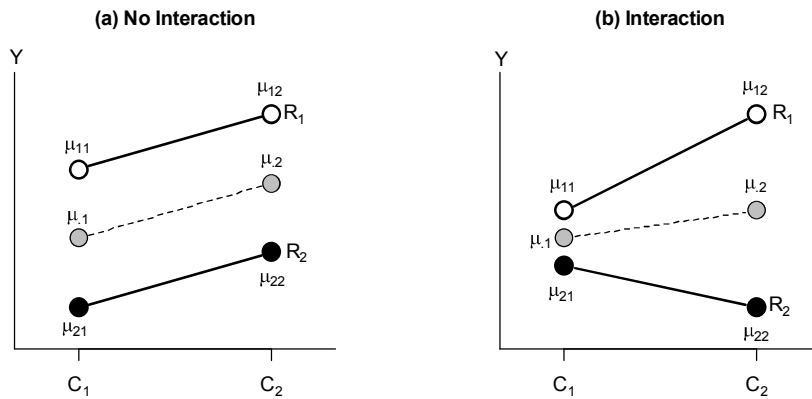 (a) No Interaction
Y
μ12
R1
μ11
μ.2
μ.1
R2
μ22
μ21
C1 C2
(b) Interaction
Y
μ12
R1
μ11
μ.2
μ.1
μ21
R2
μ22
C1 C2